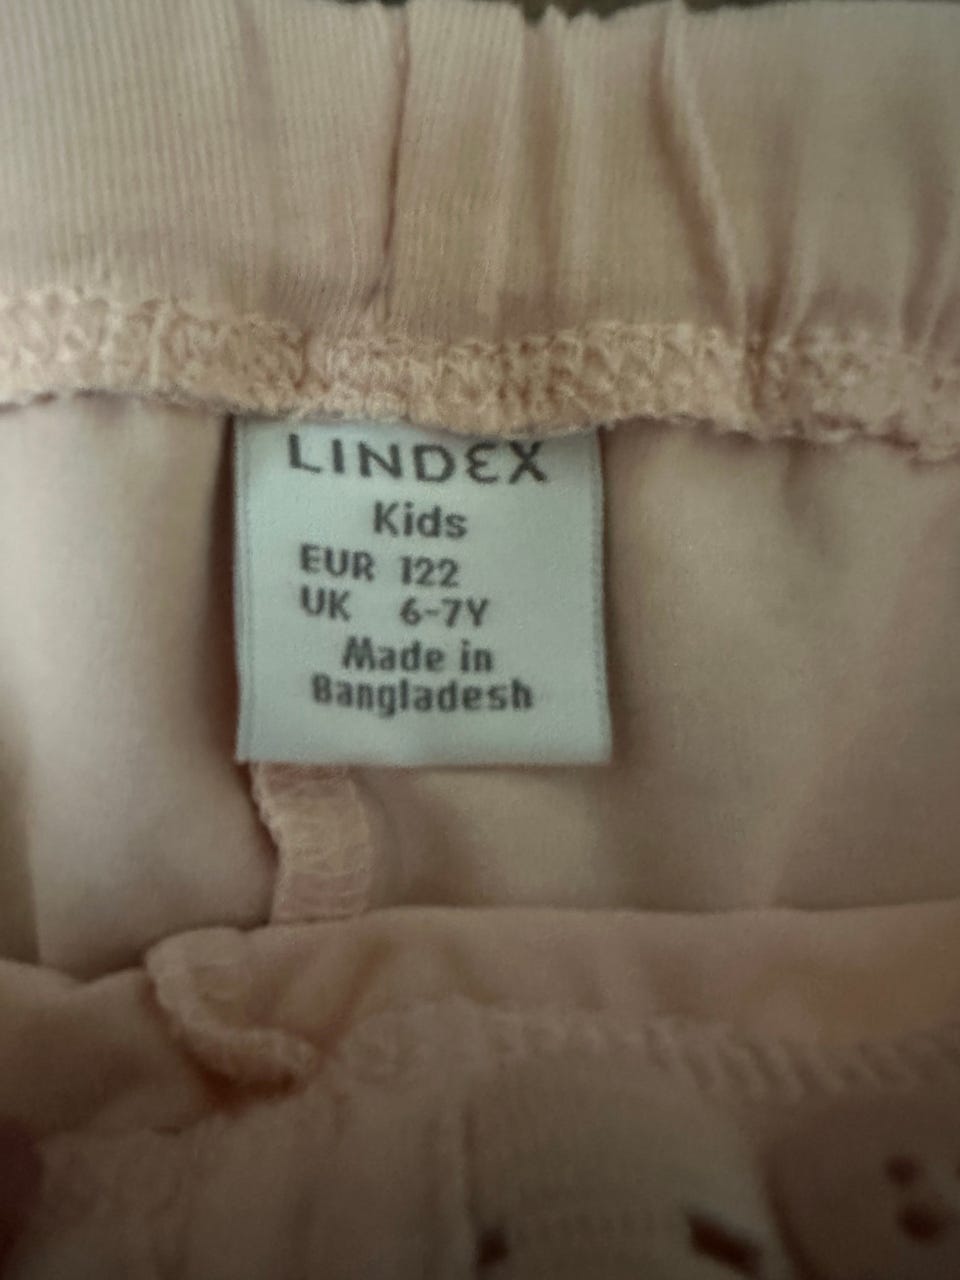 LINDEX
Kids
EUR 122
UK 6-7Y
Made in
Bangladesh